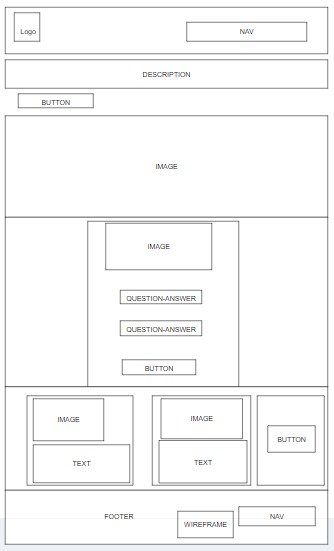 Logo
NAV
DESCRIPTION
BUTTON
IMAGE
IMAGE
QUESTION-ANSWER
QUESTION-ANSWER
BUTTON
IMAGE
TEXT
IMAGE
TEXT
BUTTON
FOOTER
WIREFRAME
NAV